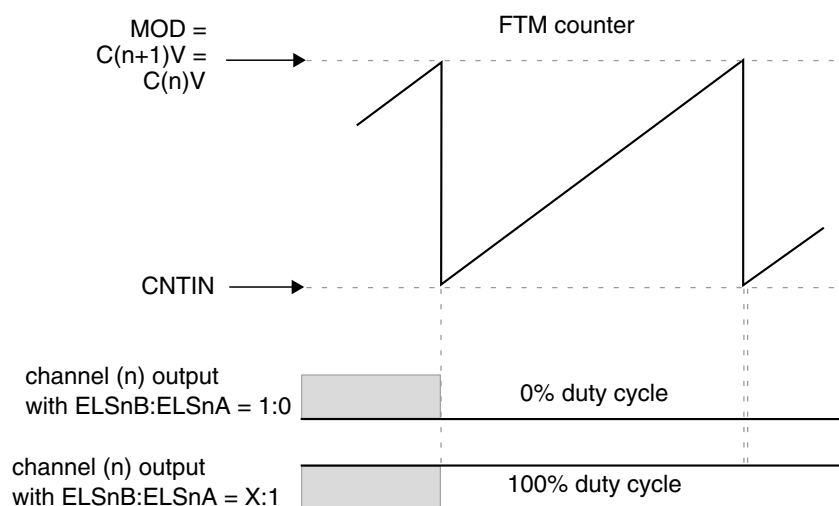 MOD =
C(n+1)V =
C(n)V
FTM counter
CNTIN
channel (n) output
with ELSnB:ELSnA = 1:0
0% duty cycle
channel (n) output
with ELSnB:ELSnA = X:1
100% duty cycle